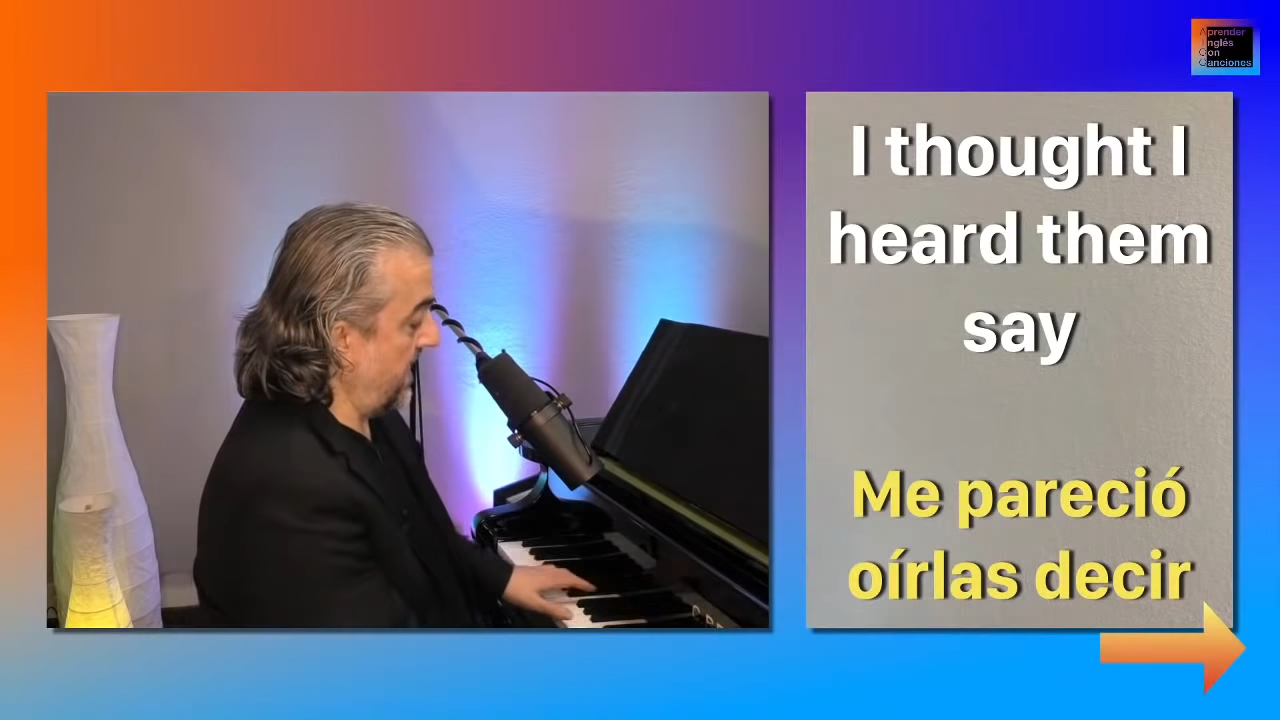 Aprender
Inglés
Con
Canciones
I thought I
heard them
say
Me pareció
oírlas decir